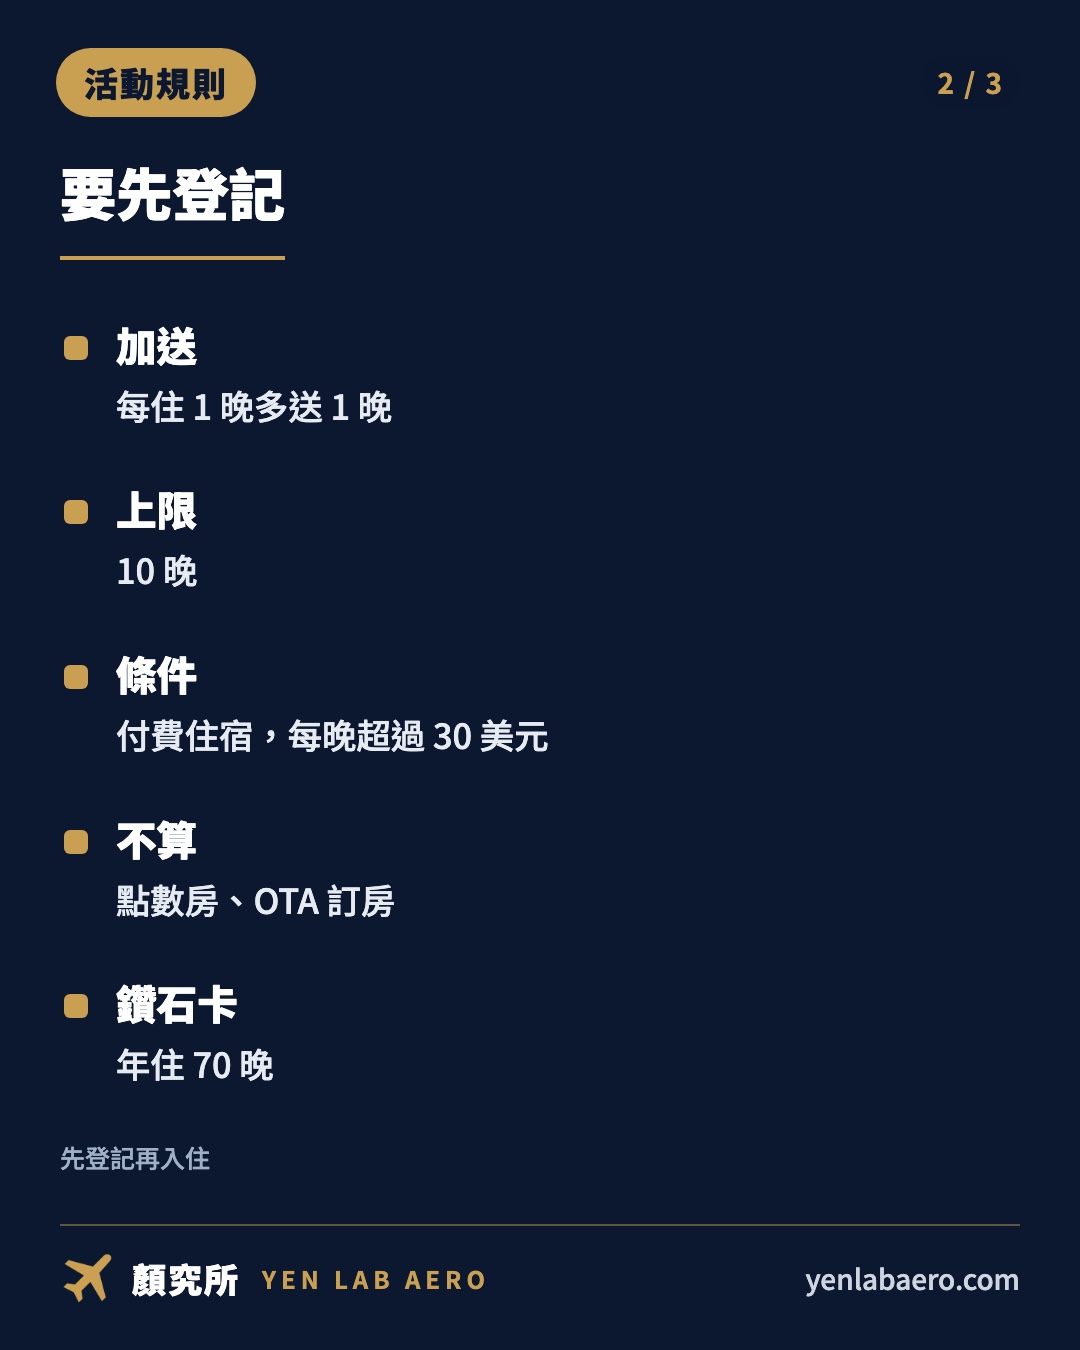 活動規則
2 / 3
要先登記
加送
每住 1 晚多送 1 晚
上限
10 晚
條件
付費住宿，每晚超過 30 美元
不算
點數房、OTA 訂房
鑽石卡
年住 70 晚
先登記再入住
顏究所 YEN LAB AERO
yenlabaero.com